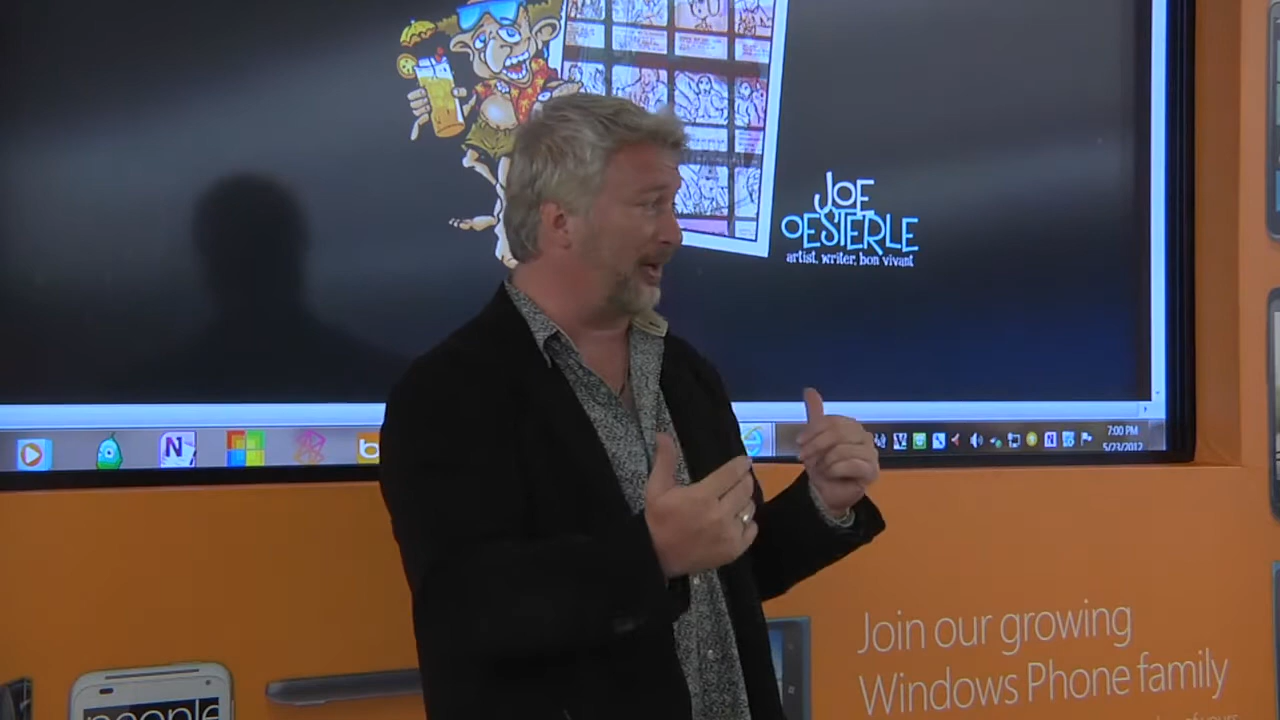 JOE
OESTERLE
artist, writer, bon vivant
N
b
7:00 PM
N
5/23/2012
Join our growing
Windows Phone family
people